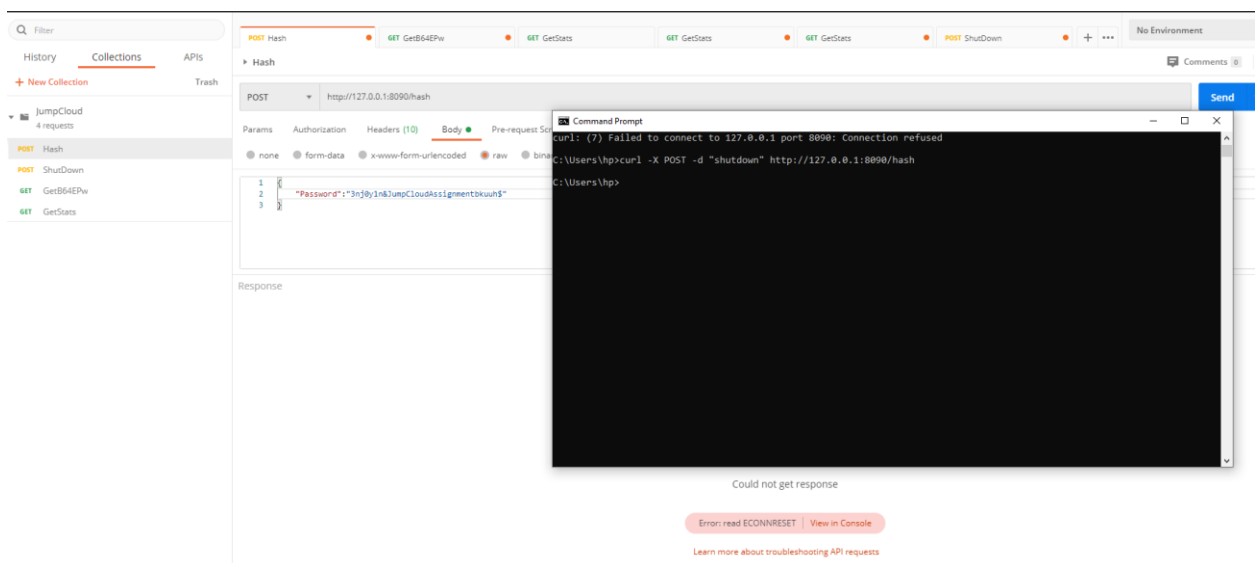 Filter
History Collections APIs
+ New Collection Trash
JumpCloud
4 requests
POST Hash
POST ShutDown
GET GetB64EPw
GET GetStats
POST Hash GET GetB64EPw GET GetStats GET GetStats GET GetStats POST ShutDown + ••• No Environment
Hash Comments 0
POST http://127.0.0.1:8090/hash Send
Params Authorization Headers (10) Body Pre-request Scr
none form-data x-www-form-urlencoded raw bina
1 {
2 "Password":"3nj0y1n&JumpCloudAssignmentbkuuh$"
3 }
Command Prompt
curl: (7) Failed to connect to 127.0.0.1 port 8090: Connection refused
C:\Users\hp>curl -X POST -d "shutdown" http://127.0.0.1:8090/hash
C:\Users\hp>
Response
Could not get response
Error: read ECONNRESET | View in Console
Learn more about troubleshooting API requests